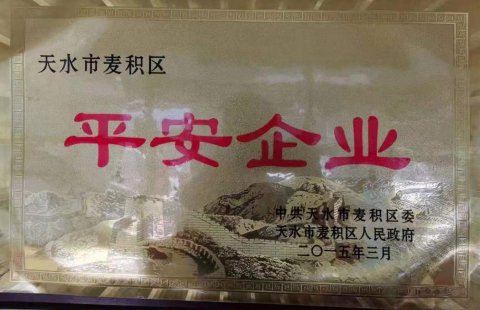 天水市麦积区
平安企业
中共天水市麦积区委
天水市麦积区人民政府
二〇一五年三月